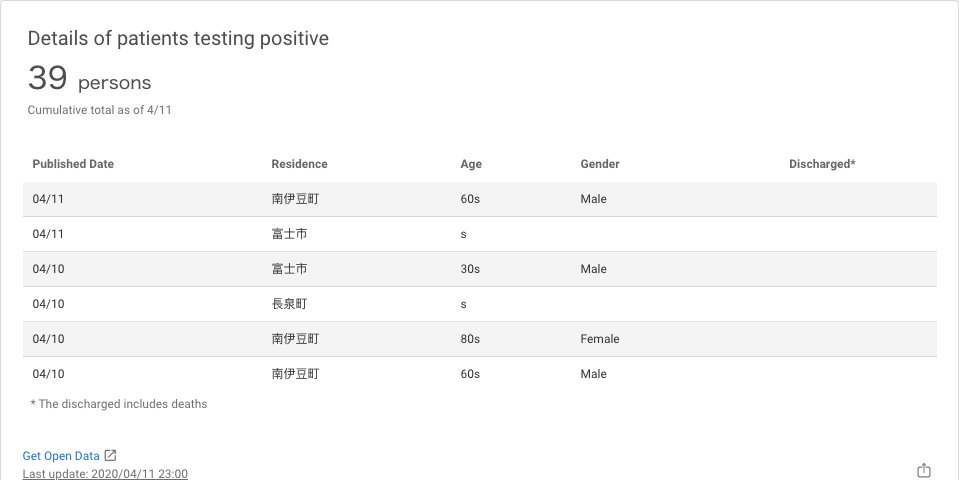 Details of patients testing positive
39 persons
Cumulative total as of 4/11
Published Date Residence Age Gender Discharged*
04/11 南伊豆町 60s Male
04/11 富士市 s
04/10 富士市 30s Male
04/10 長泉町 s
04/10 南伊豆町 80s Female
04/10 南伊豆町 60s Male
* The discharged includes deaths
Get Open Data
Last update: 2020/04/11 23:00